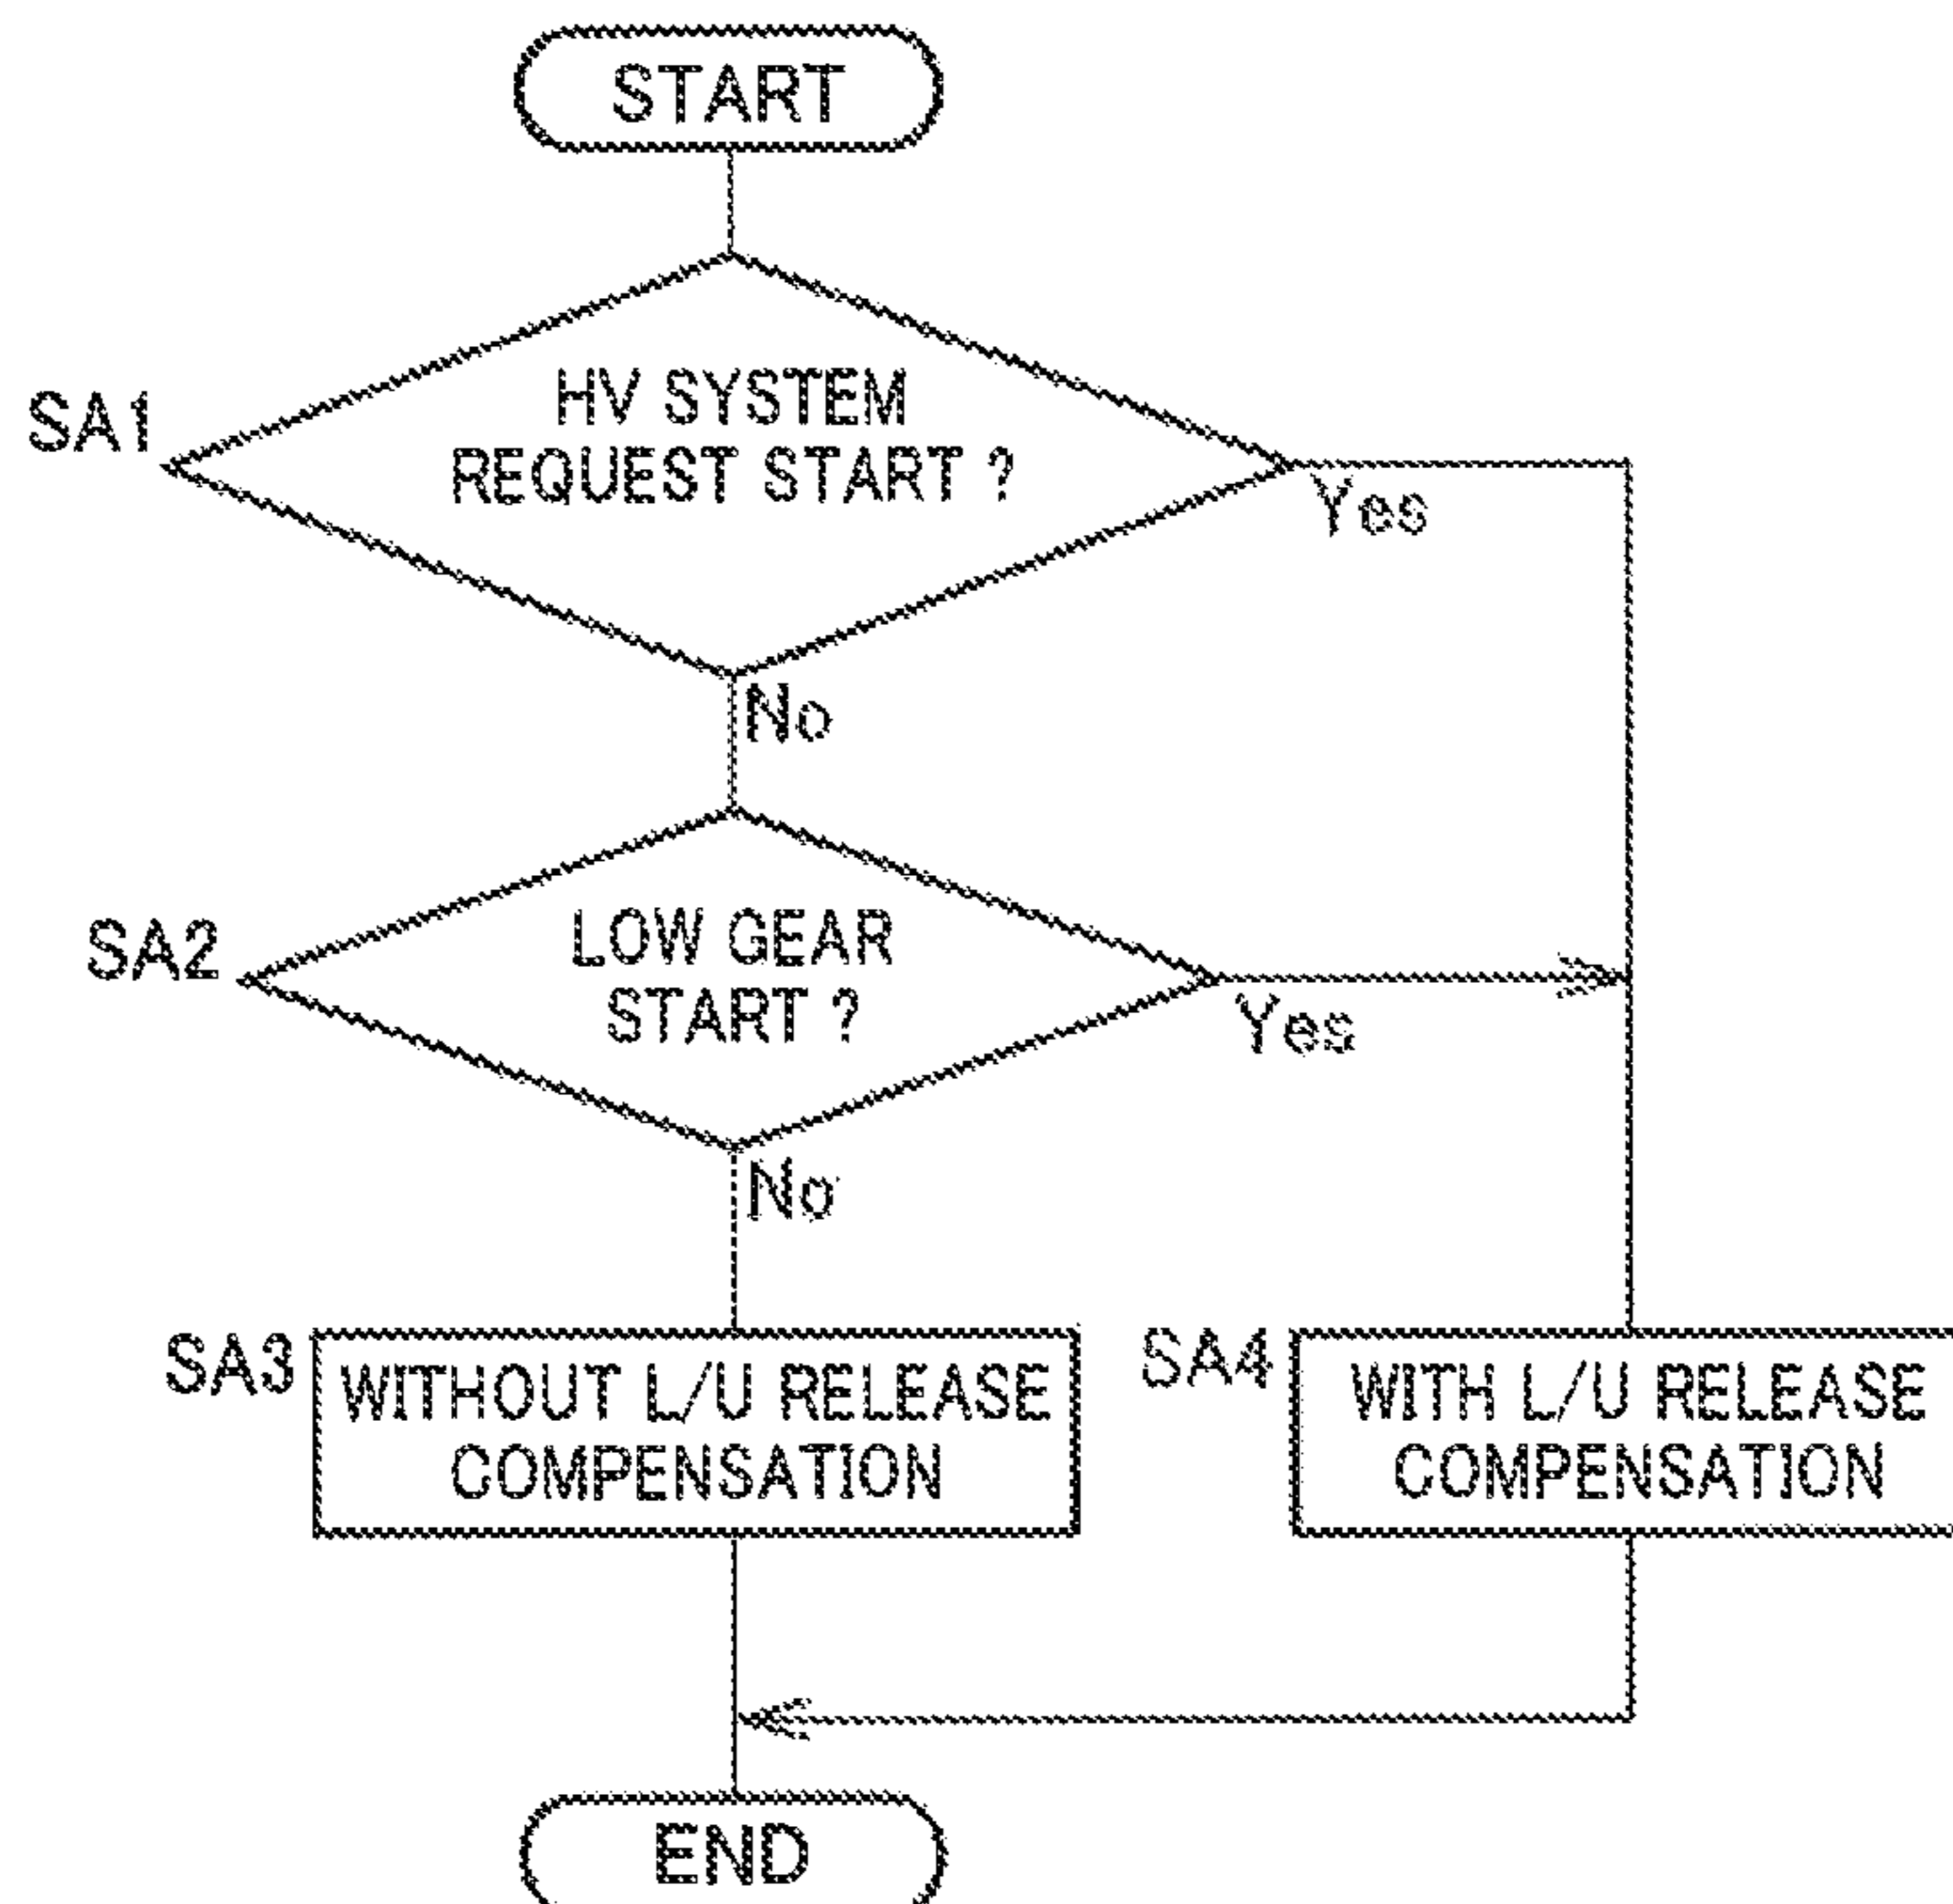 START
SA1
HV SYSTEM
REQUEST START ?
Yes
No
SA2
LOW GEAR
START ?
Yes
No
SA3
WITHOUT L/U RELEASE
COMPENSATION
SA4
WITH L/U RELEASE
COMPENSATION
END